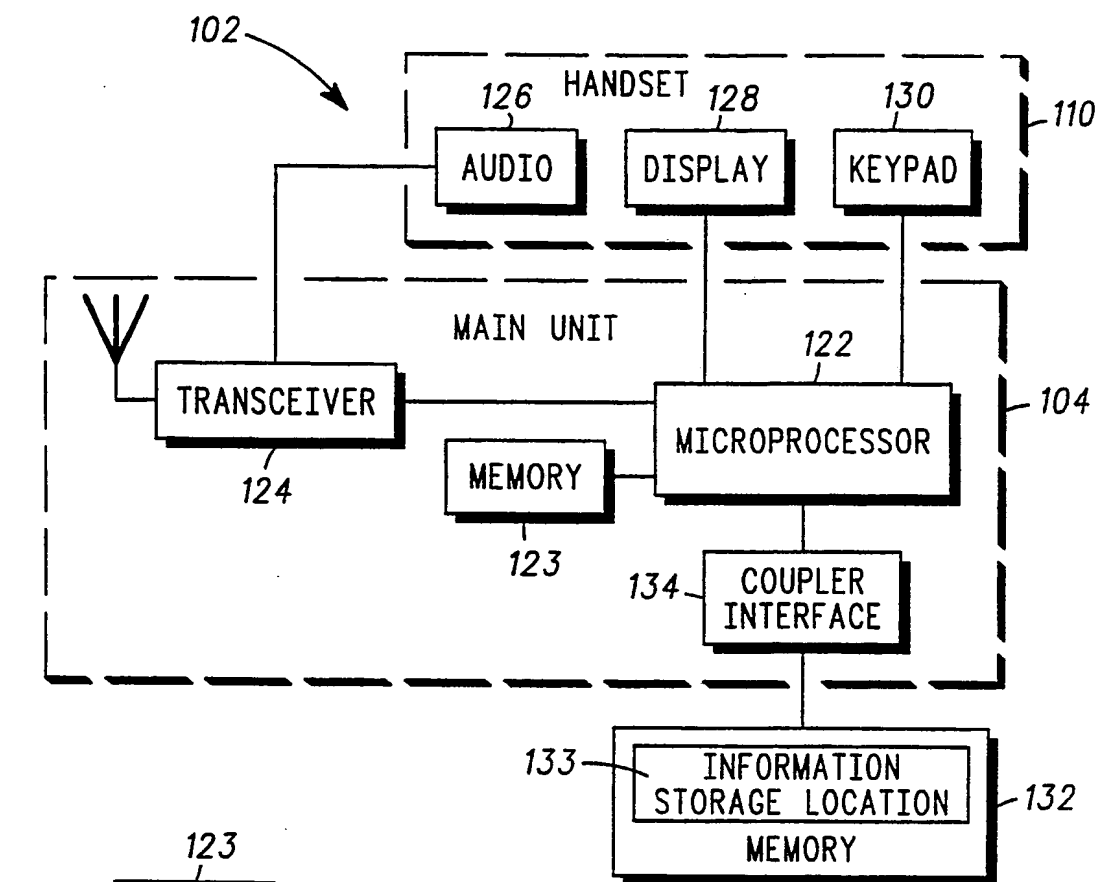 102
HANDSET
126
128
130
110
AUDIO
DISPLAY
KEYPAD
MAIN UNIT
122
TRANSCEIVER
104
MICROPROCESSOR
MEMORY
124
123
134
COUPLER
INTERFACE
133
INFORMATION
STORAGE LOCATION
132
MEMORY
123